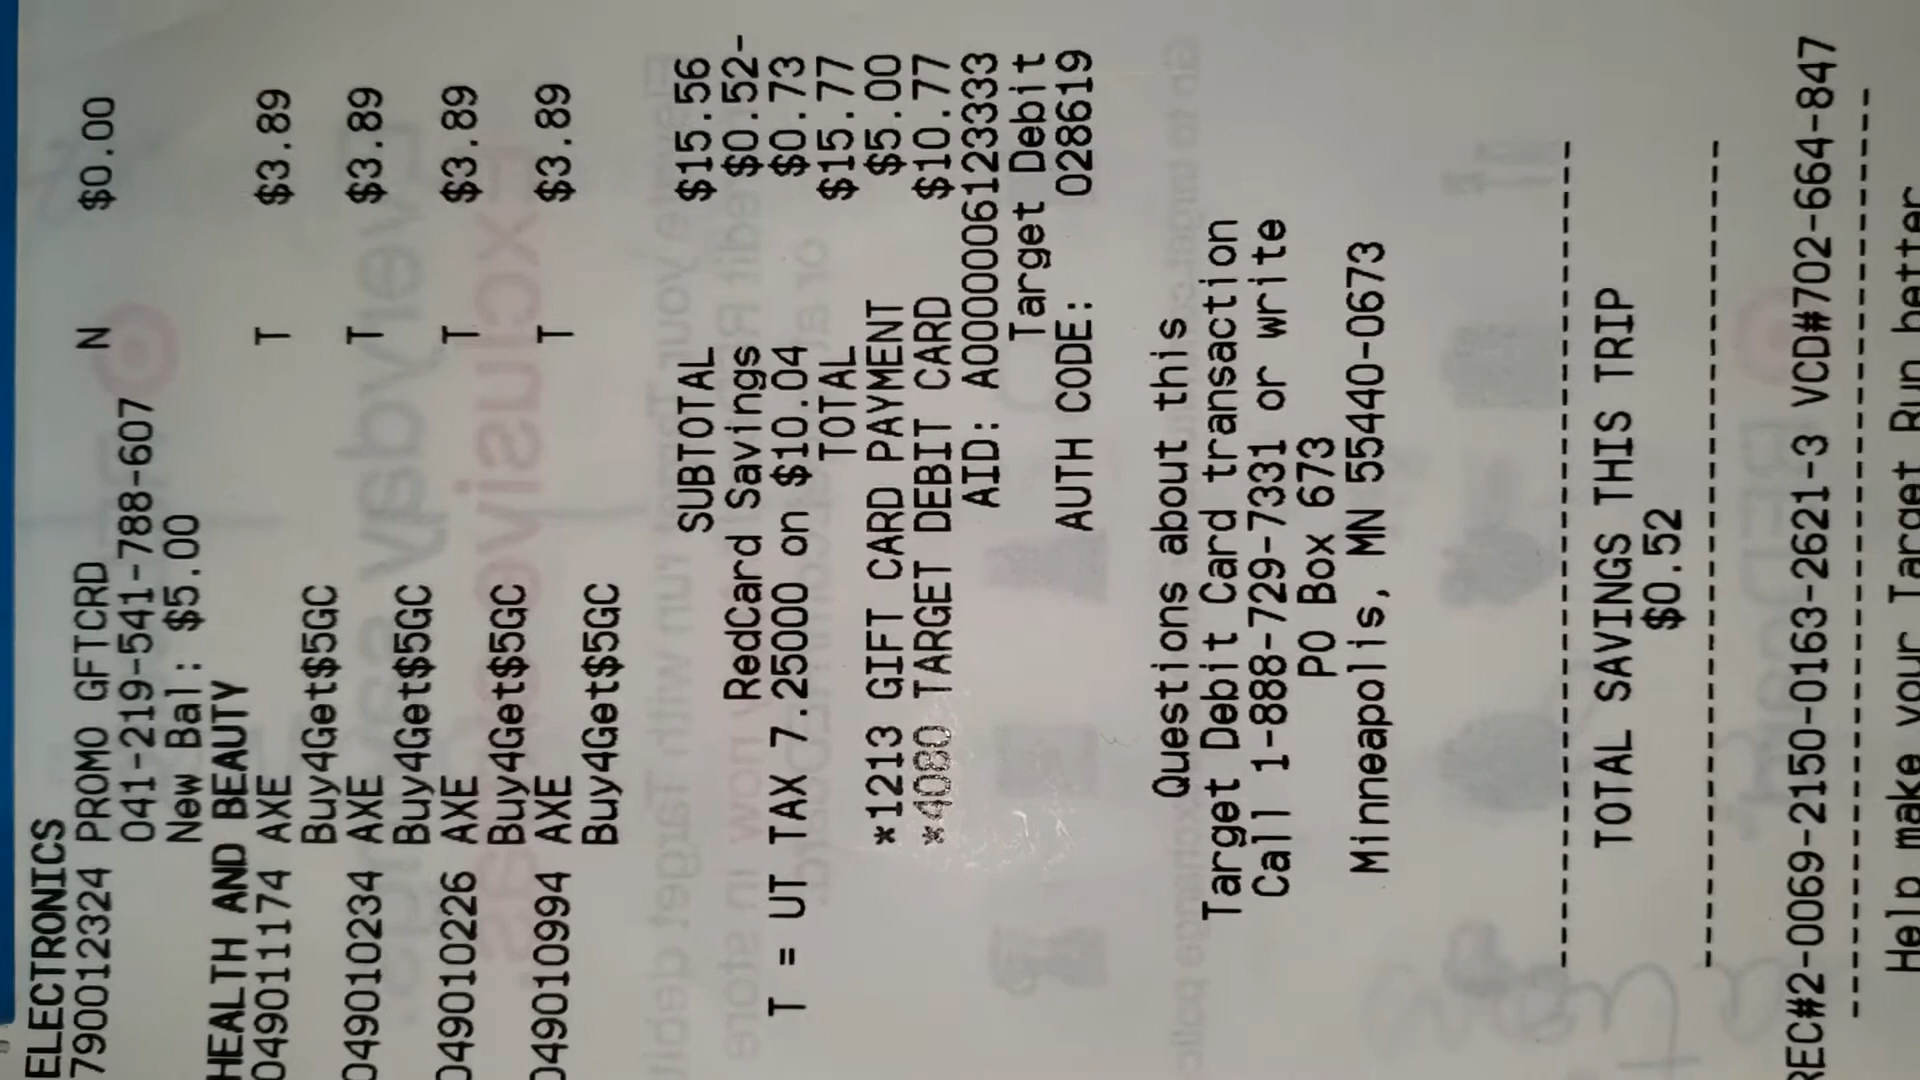 ELECTRONICS
790012324 PROMO GFTCRD N $0.00
041-219-541-788-607
New Bal: $5.00
HEALTH AND BEAUTY
049011174 AXE T $3.89
Buy4Get$5GC
049010234 AXE T $3.89
Buy4Get$5GC
049010226 AXE T $3.89
Buy4Get$5GC
049010994 AXE T $3.89
Buy4Get$5GC
SUBTOTAL $15.56
RedCard Savings $0.52-
T = UT TAX 7.25000 on $10.04 $0.73
TOTAL $15.77
*1213 GIFT CARD PAYMENT $5.00
*4080 TARGET DEBIT CARD $10.77
AID: A0000006123333
Target Debit
AUTH CODE: 028619
Questions about this
Target Debit Card transaction
Call 1-888-729-7331 or write
PO Box 673
Minneapolis, MN 55440-0673
TOTAL SAVINGS THIS TRIP
$0.52
REC#2-0069-2150-0163-2621-3 VCD#702-664-847
Help make your Target Run better